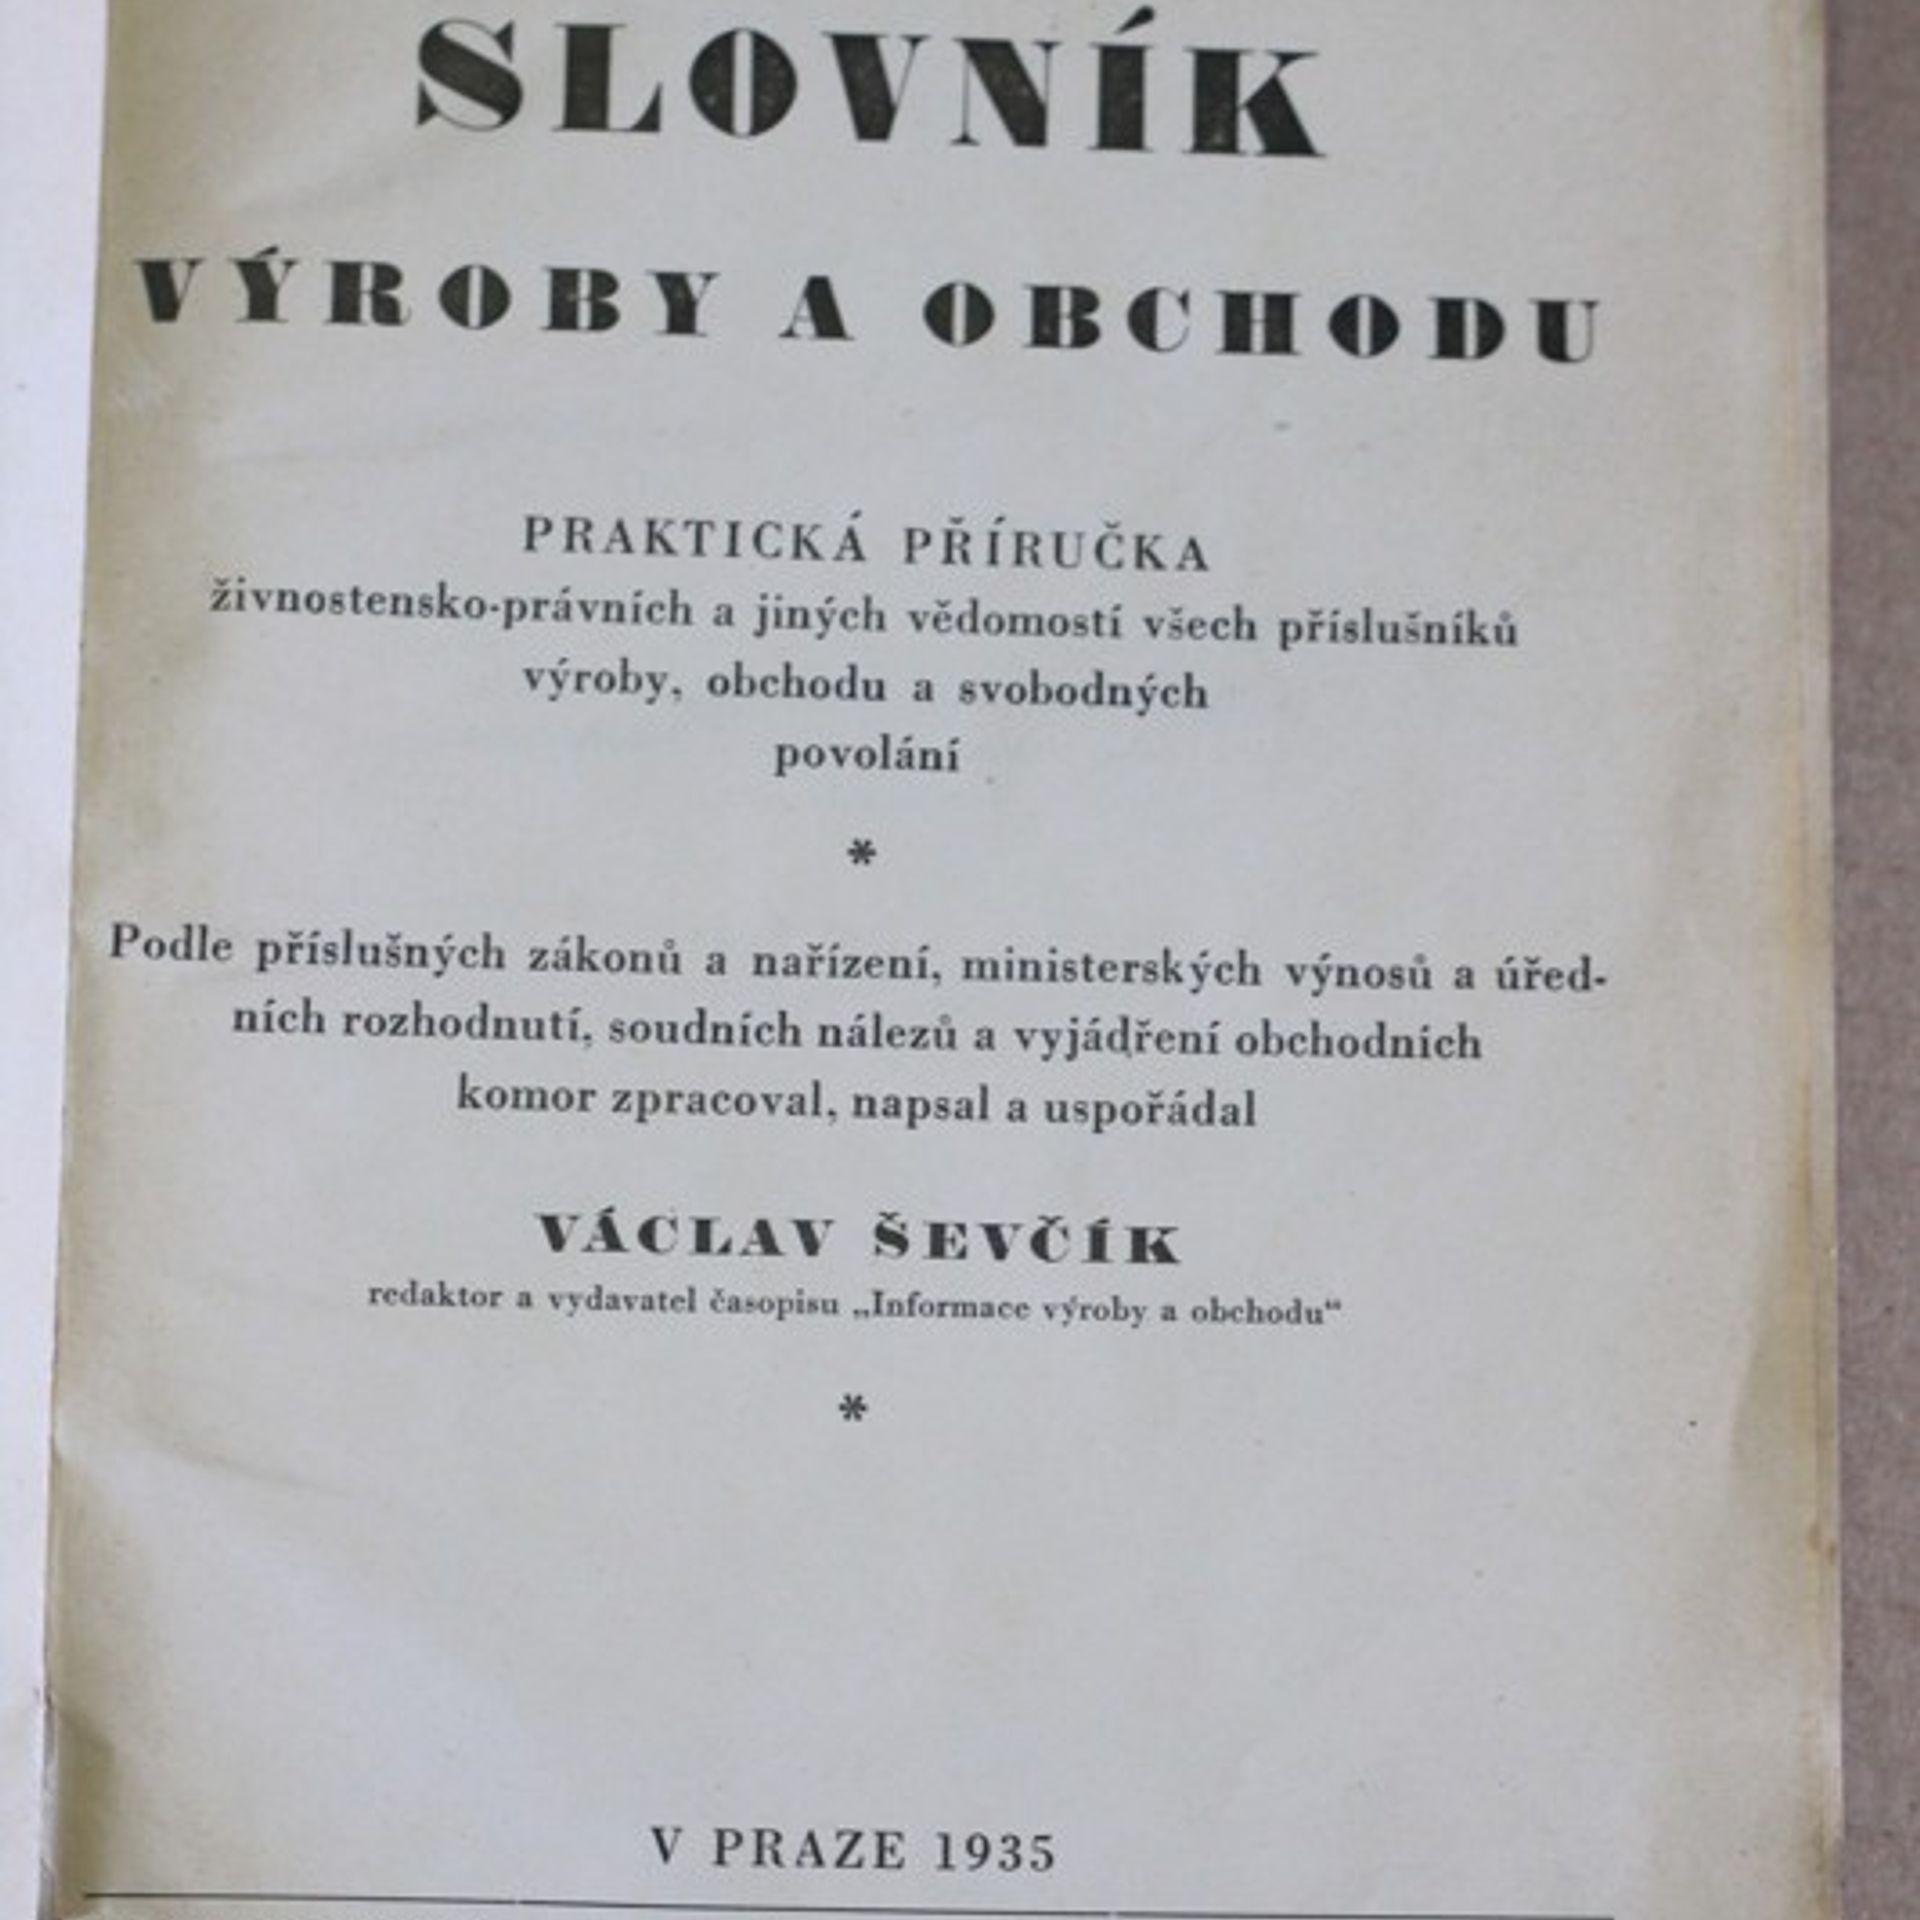 SLOVNÍK
VÝROBY A OBCHODU
PRAKTICKÁ PŘÍRUČKA
živnostensko-právních a jiných vědomostí všech příslušníků
výroby, obchodu a svobodných
povolání
*
Podle příslušných zákonů a nařízení, ministerských výnosů a úřed-
ních rozhodnutí, soudních nálezů a vyjádření obchodních
komor zpracoval, napsal a uspořádal
VÁCLAV ŠEVČÍK
redaktor a vydavatel časopisu „Informace výroby a obchodu“
*
V PRAZE 1935